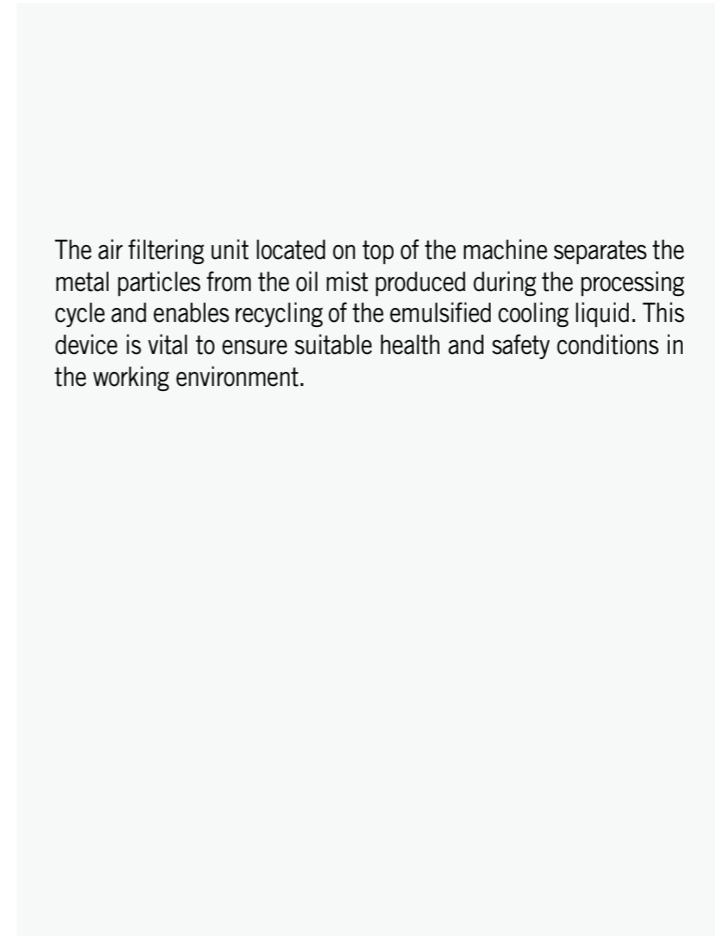 The air filtering unit located on top of the machine separates the
metal particles from the oil mist produced during the processing
cycle and enables recycling of the emulsified cooling liquid. This
device is vital to ensure suitable health and safety conditions in
the working environment.